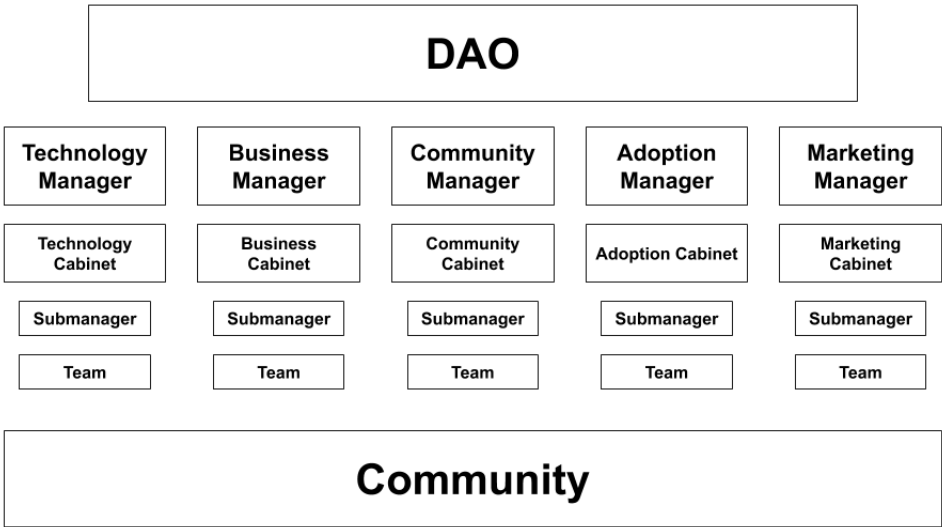 DAO
Technology
Manager
Business
Manager
Community
Manager
Adoption
Manager
Marketing
Manager
Technology
Cabinet
Business
Cabinet
Community
Cabinet
Adoption Cabinet
Marketing
Cabinet
Submanager
Submanager
Submanager
Submanager
Submanager
Team
Team
Team
Team
Team
Community